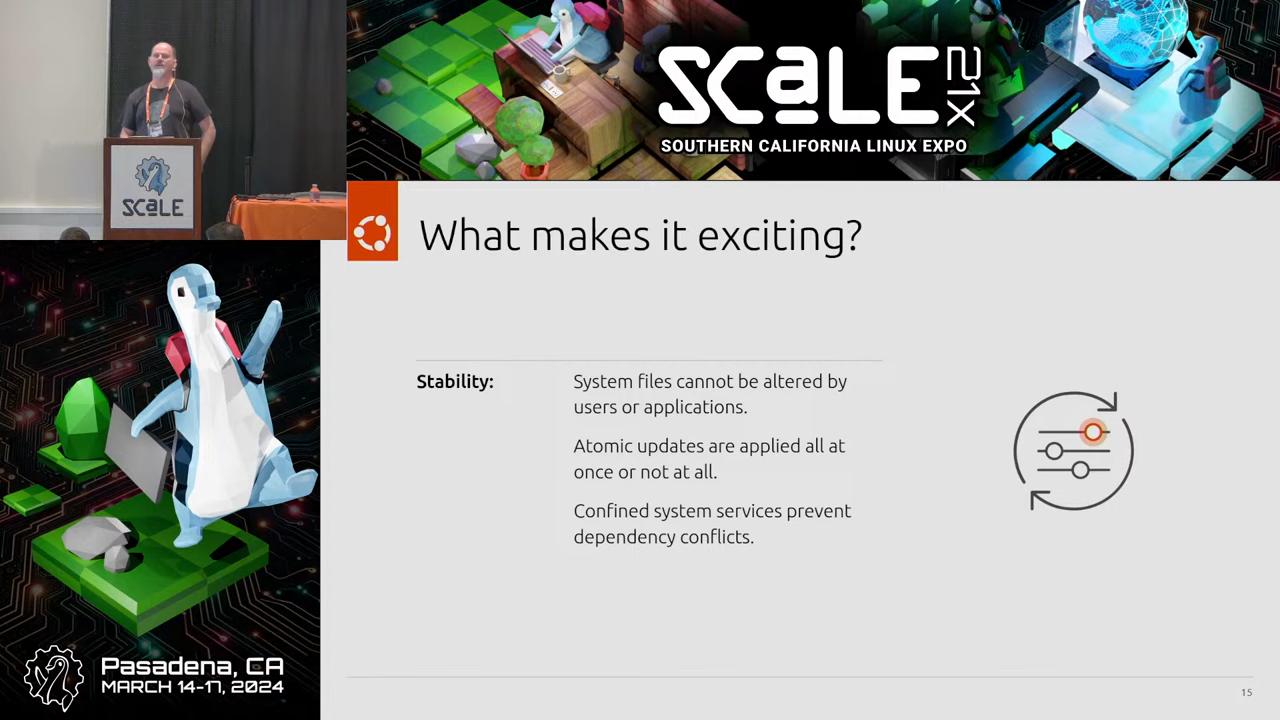 SCaLE
SCaLE 21X
SOUTHERN CALIFORNIA LINUX EXPO
What makes it exciting?
Stability:
System files cannot be altered by
users or applications.
Atomic updates are applied all at
once or not at all.
Confined system services prevent
dependency conflicts.
Pasadena, CA
MARCH 14-17, 2024
15